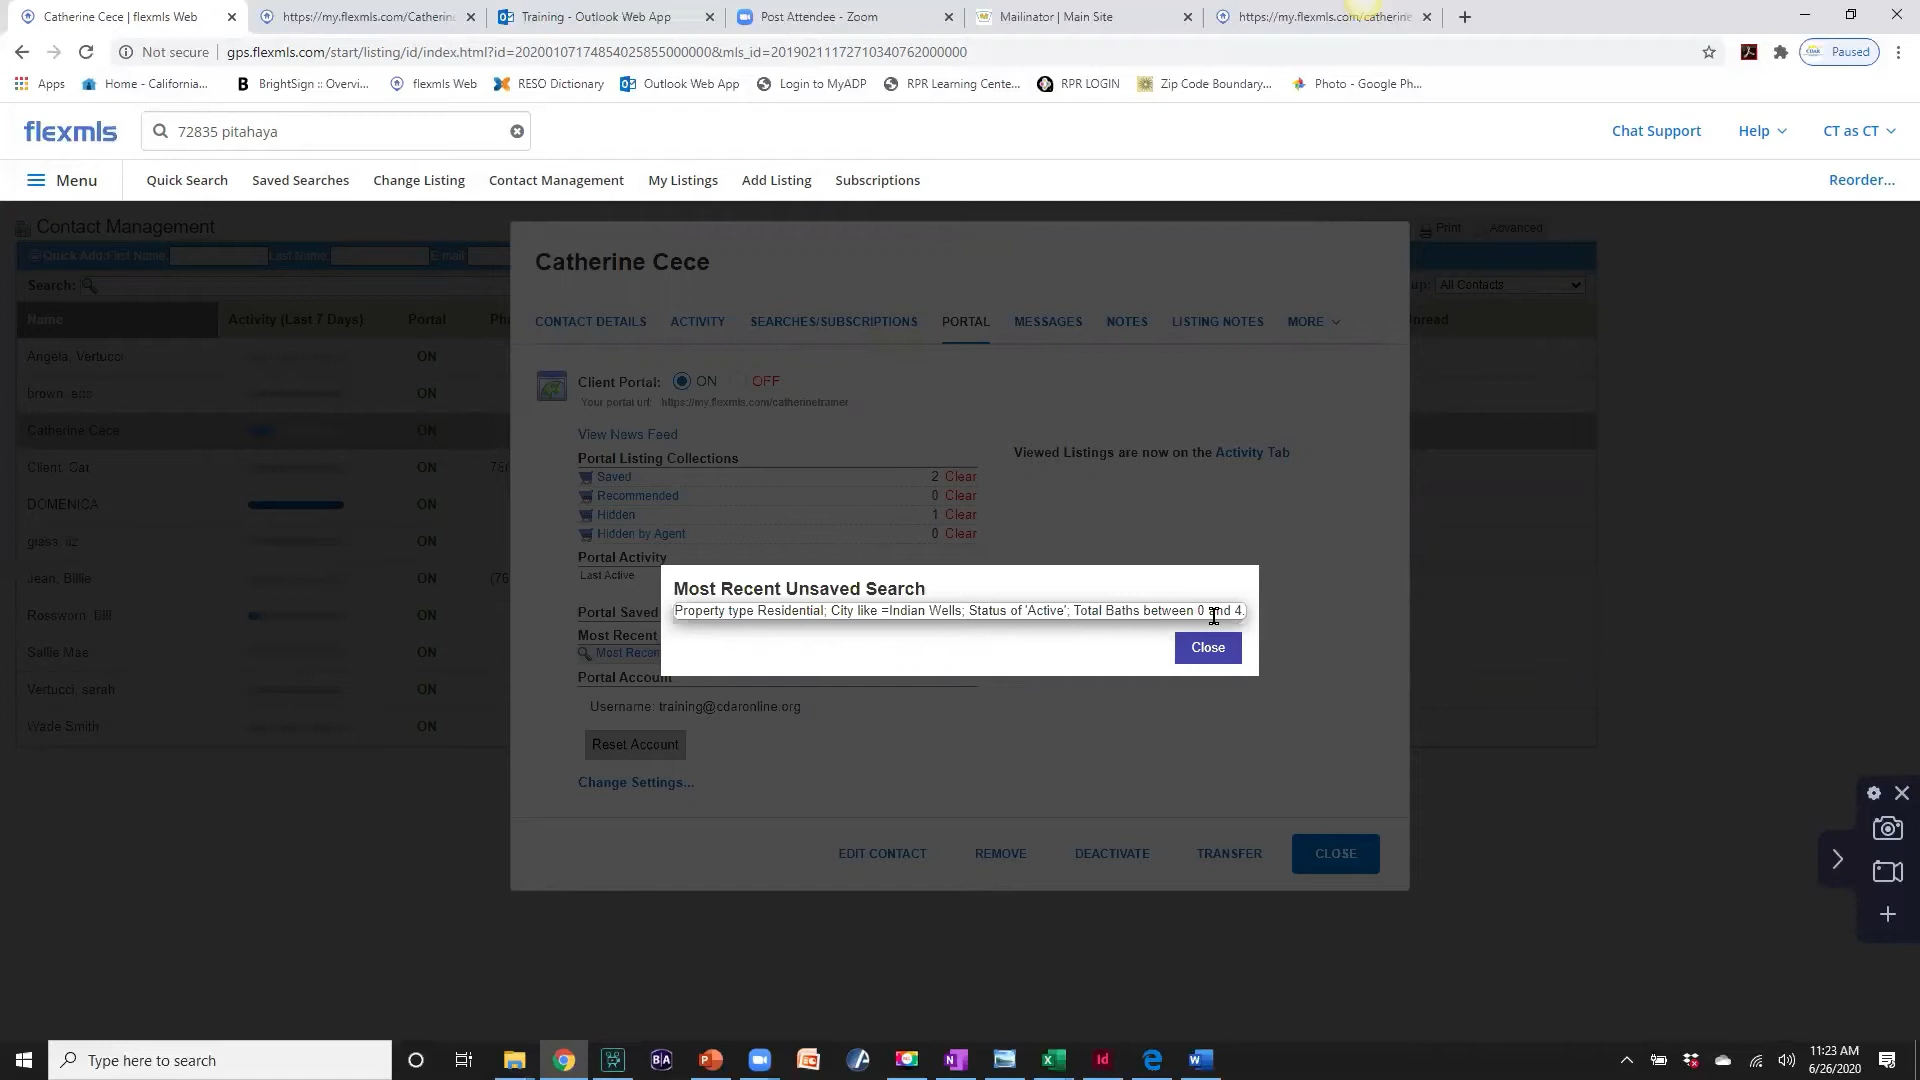 Catherine Cece | flexmls Web
https://my.flexmls.com/Catherine
Training - Outlook Web App
Post Attendee - Zoom
Mailinator | Main Site
https://my.flexmls.com/catherine
Not secure | gps.flexmls.com/start/listing/id/index.html?id=20200107174854025855000000&mls_id=20190211172710340762000000
Paused
Apps
Home - California...
BrightSign :: Overvi...
flexmls Web
RESO Dictionary
Outlook Web App
Login to MyADP
RPR Learning Cente...
RPR LOGIN
Zip Code Boundary...
Photo - Google Ph...
flexmls
72835 pitahaya
Chat Support
Help
CT as CT
Menu
Quick Search
Saved Searches
Change Listing
Contact Management
My Listings
Add Listing
Subscriptions
Reorder...
Contact Management
Print
Advanced
Quick Add: First Name:
Last Name:
E-mail
Search:
All Contacts
Name
Activity (Last 7 Days)
Portal
Unread
Angela, Vertucci ON
ON
Catherine Cece ON
Client, Car ON
DOMENICA ON
glass, liz ON
Jean, Billie ON (76
Rossworn, Bill ON
Sallie Mae ON
Vertucci, sarah ON
Wade Smith ON
Catherine Cece
CONTACT DETAILS
ACTIVITY
SEARCHES/SUBSCRIPTIONS
PORTAL
MESSAGES
NOTES
LISTING NOTES
MORE
Client Portal: ON OFF
Your portal url: https://my.flexmls.com/catherinetrainer
View News Feed
Portal Listing Collections
Saved 2 Clear
Recommended 0 Clear
Hidden 1 Clear
Hidden by Agent 0 Clear
Viewed Listings are now on the Activity Tab
Portal Activity
Last Active
Portal Saved
Most Recent
Most Recen
Most Recent Unsaved Search
Property type Residential; City like =Indian Wells; Status of 'Active'; Total Baths between 0 and 4.
Close
Portal Account
Username: training@cdaronline.org
Reset Account
Change Settings...
EDIT CONTACT
REMOVE
DEACTIVATE
TRANSFER
CLOSE
Type here to search
11:23 AM
6/26/2020